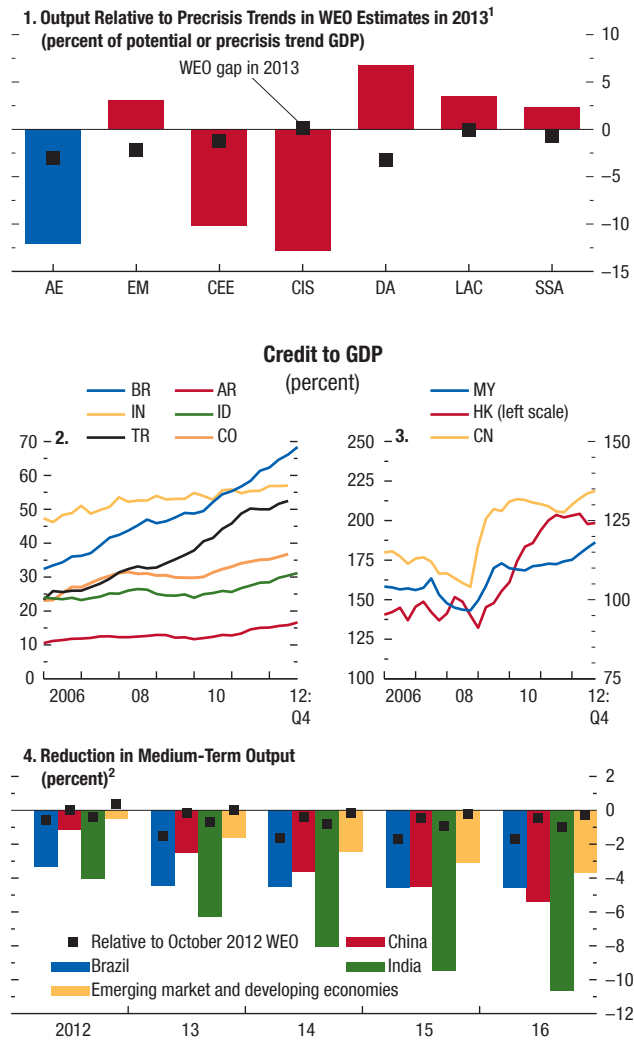 1. Output Relative to Precrisis Trends in WEO Estimates in 2013¹
(percent of potential or precrisis trend GDP)
WEO gap in 2013
10
5
0
–5
–10
–15
AE EM CEE CIS DA LAC SSA
Credit to GDP
(percent)
BR AR
IN ID
TR CO
2.
70
60
50
40
30
20
10
0
2006 08 10 12:
Q4
MY
HK (left scale)
CN
3.
250
225
200
175
150
125
100
150
125
100
75
2006 08 10 12:
Q4
4. Reduction in Medium-Term Output
(percent)²
2
0
–2
–4
–6
–8
–10
–12
Relative to October 2012 WEO China
Brazil India
Emerging market and developing economies
2012 13 14 15 16